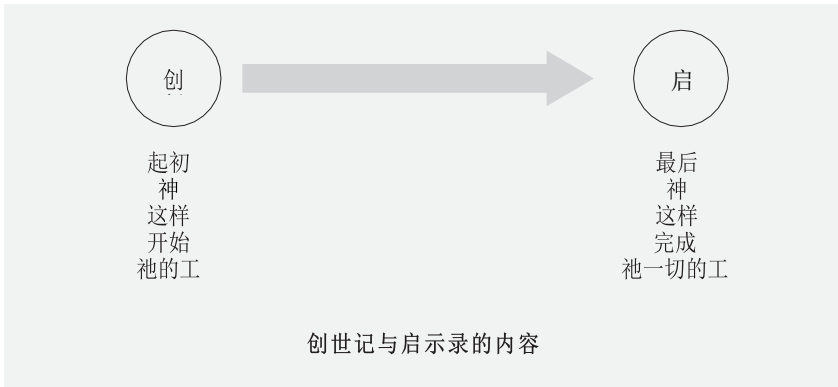 创
启
起初
神
这样
开始
祂的工
最后
神
这样
完成
祂一切的工
创世记与启示录的内容